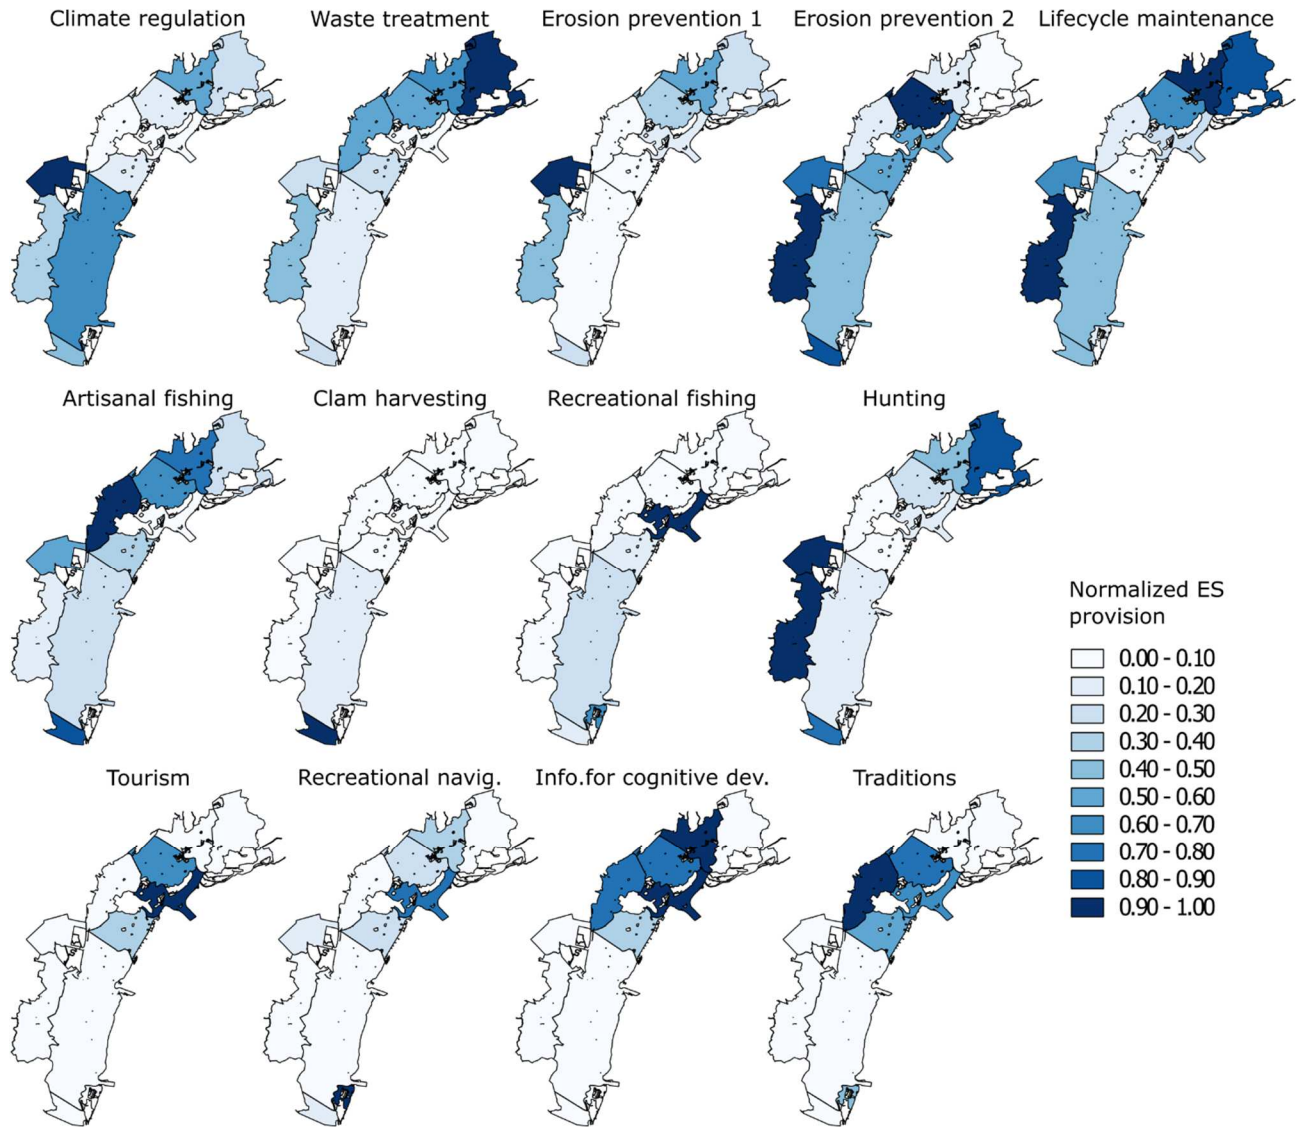 Climate regulation
Waste treatment
Erosion prevention 1
Erosion prevention 2
Lifecycle maintenance
Artisanal fishing
Clam harvesting
Recreational fishing
Hunting
Normalized ES
provision
0.00 - 0.10
0.10 - 0.20
0.20 - 0.30
0.30 - 0.40
0.40 - 0.50
0.50 - 0.60
0.60 - 0.70
0.70 - 0.80
0.80 - 0.90
0.90 - 1.00
Tourism
Recreational navig.
Info.for cognitive dev.
Traditions